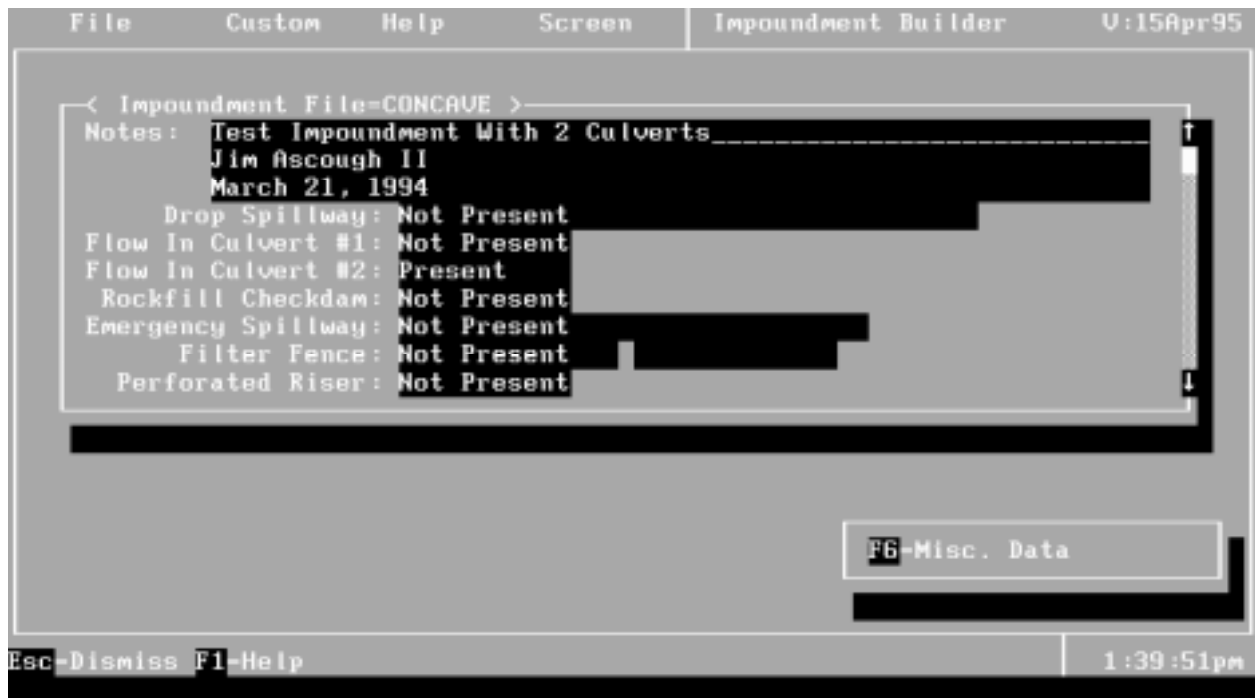 File Custom Help Screen Impoundment Builder V:15Apr95
< Impoundment File=CONCAVE >
Notes: Test Impoundment With 2 Culverts____________________________
Jim Ascough II
March 21, 1994
Drop Spillway: Not Present
Flow In Culvert #1: Not Present
Flow In Culvert #2: Present
Rockfill Checkdam: Not Present
Emergency Spillway: Not Present
Filter Fence: Not Present
Perforated Riser: Not Present
F6-Misc. Data
Esc-Dismiss F1-Help 1:39:51pm